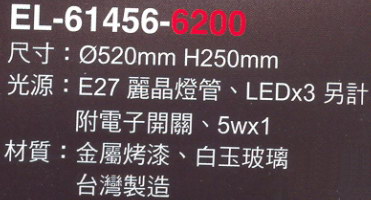 EL-61456-6200
尺寸：Ø520mm H250mm
光源：E27 麗晶燈管、LEDx3 另計
附電子開關、5wx1
材質：金屬烤漆、白玉玻璃
台灣製造